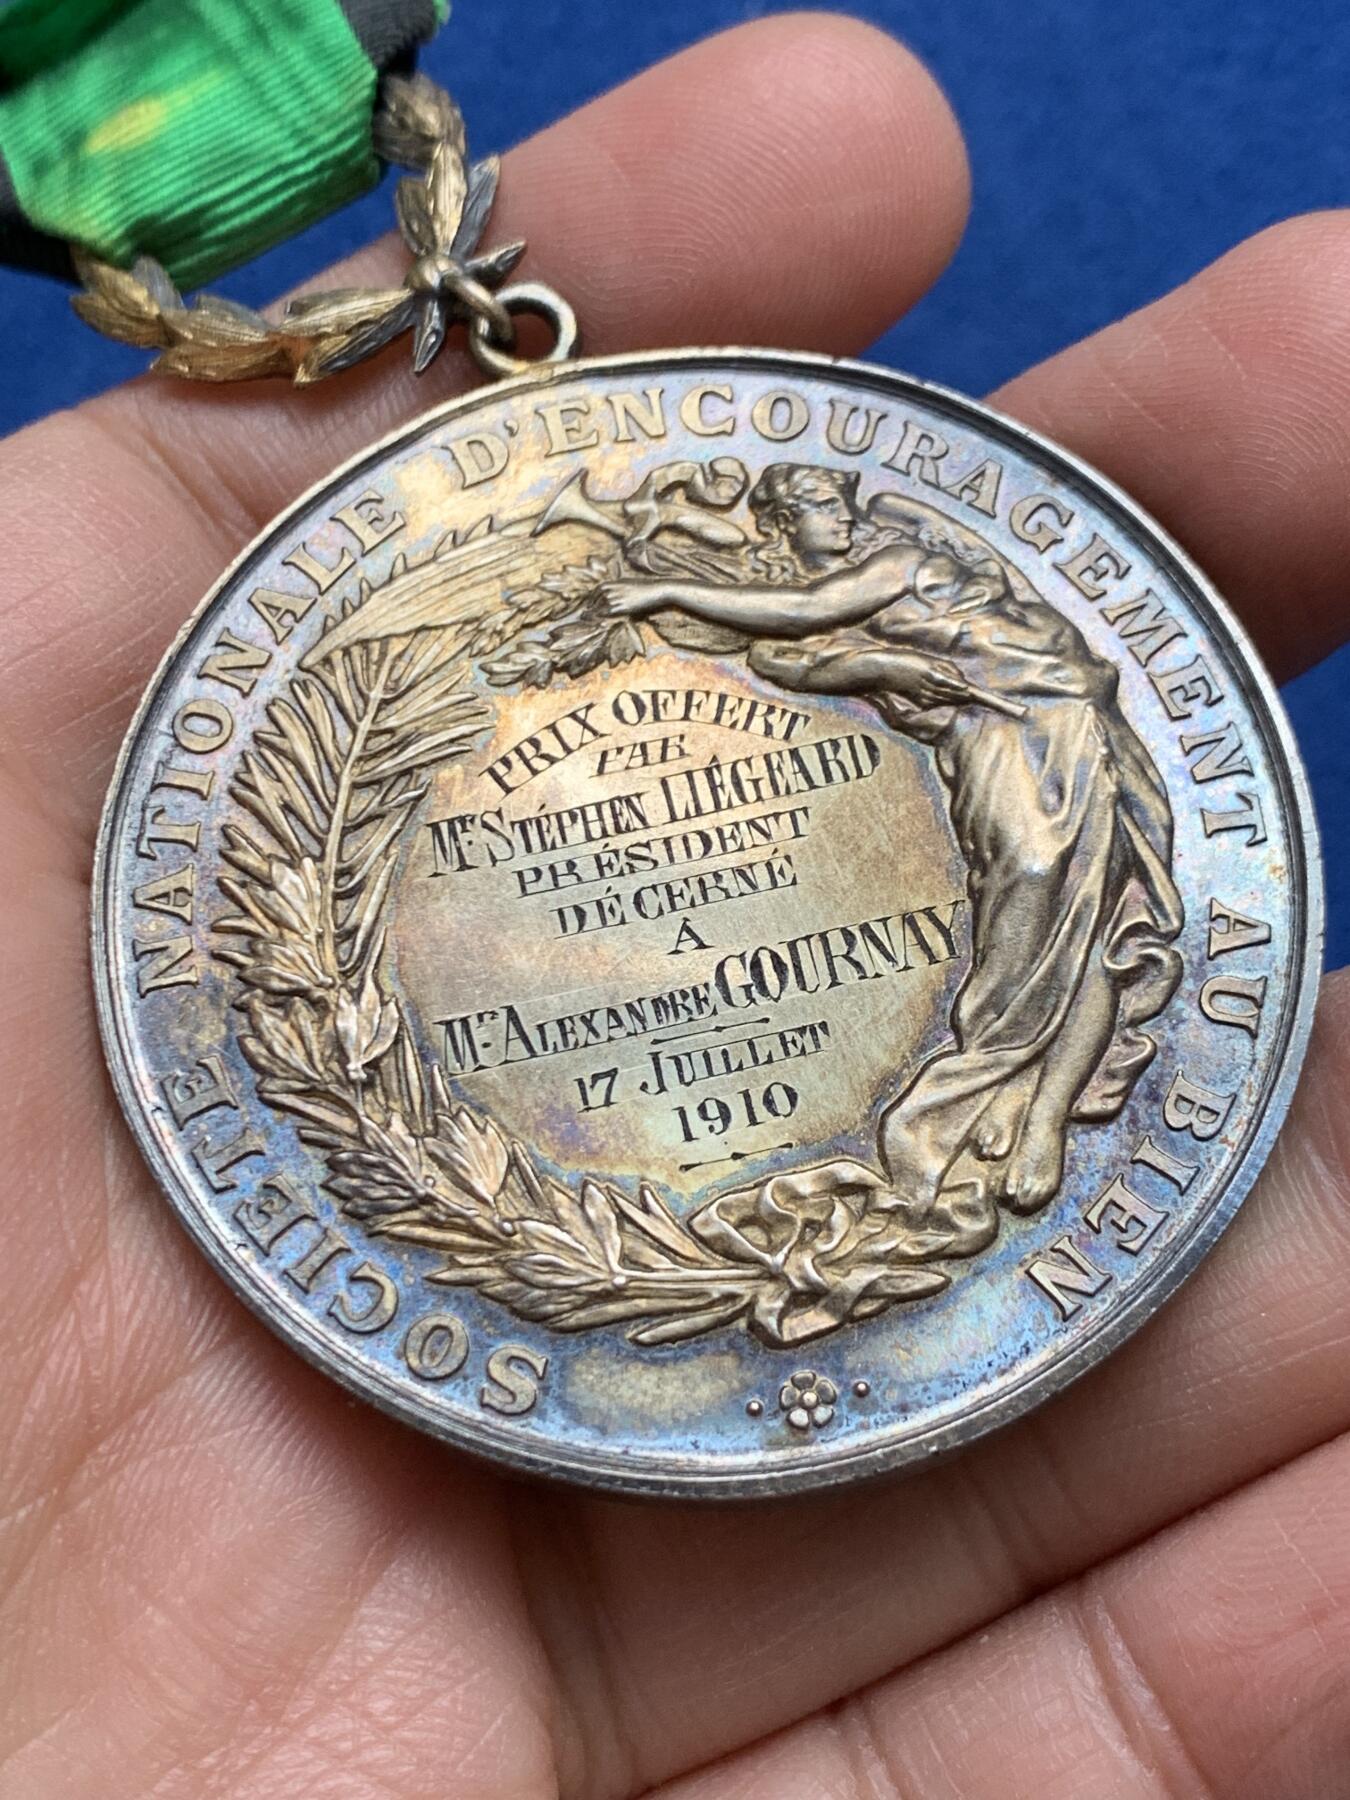 SOCIETE NATIONALE D'ENCOURAGEMENT AU BIEN
PRIX OFFERT
PAR
Mr STÉPHEN LIÉGEARD
PRÉSIDENT
DÉCERNÉ
À
Mr ALEXANDRE GOURNAY
17 JUILLET
1910